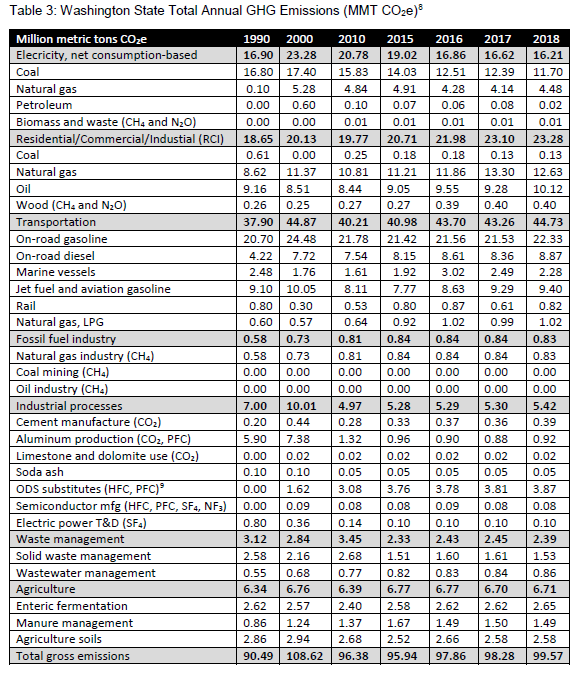 Table 3: Washington State Total Annual GHG Emissions (MMT CO₂e)⁸
Million metric tons CO₂e 1990 2000 2010 2015 2016 2017 2018
Elecricity, net consumption-based 16.90 23.28 20.78 19.02 16.86 16.62 16.21
Coal 16.80 17.40 15.83 14.03 12.51 12.39 11.70
Natural gas 0.10 5.28 4.84 4.91 4.28 4.14 4.48
Petroleum 0.00 0.60 0.10 0.07 0.06 0.08 0.02
Biomass and waste (CH₄ and N₂O) 0.00 0.00 0.01 0.01 0.01 0.01 0.01
Residential/Commercial/Industial (RCI) 18.65 20.13 19.77 20.71 21.98 23.10 23.28
Coal 0.61 0.00 0.25 0.18 0.18 0.13 0.13
Natural gas 8.62 11.37 10.81 11.21 11.86 13.30 12.63
Oil 9.16 8.51 8.44 9.05 9.55 9.28 10.12
Wood (CH₄ and N₂O) 0.26 0.25 0.27 0.27 0.39 0.40 0.40
Transportation 37.90 44.87 40.21 40.98 43.70 43.26 44.73
On-road gasoline 20.70 24.48 21.78 21.42 21.56 21.53 22.33
On-road diesel 4.22 7.72 7.54 8.15 8.61 8.36 8.87
Marine vessels 2.48 1.76 1.61 1.92 3.02 2.49 2.28
Jet fuel and aviation gasoline 9.10 10.05 8.11 7.77 8.63 9.29 9.40
Rail 0.80 0.30 0.53 0.80 0.87 0.61 0.82
Natural gas, LPG 0.60 0.57 0.64 0.92 1.02 0.99 1.02
Fossil fuel industry 0.58 0.73 0.81 0.84 0.84 0.84 0.83
Natural gas industry (CH₄) 0.58 0.73 0.81 0.84 0.84 0.84 0.83
Coal mining (CH₄) 0.00 0.00 0.00 0.00 0.00 0.00 0.00
Oil industry (CH₄) 0.00 0.00 0.00 0.00 0.00 0.00 0.00
Industrial processes 7.00 10.01 4.97 5.28 5.29 5.30 5.42
Cement manufacture (CO₂) 0.20 0.44 0.28 0.33 0.37 0.36 0.39
Aluminum production (CO₂, PFC) 5.90 7.38 1.32 0.96 0.90 0.88 0.92
Limestone and dolomite use (CO₂) 0.00 0.02 0.02 0.02 0.02 0.02 0.02
Soda ash 0.10 0.10 0.05 0.05 0.05 0.05 0.05
ODS substitutes (HFC, PFC)⁹ 0.00 1.62 3.08 3.76 3.78 3.81 3.87
Semiconductor mfg (HFC, PFC, SF₄, NF₃) 0.00 0.09 0.08 0.08 0.09 0.08 0.08
Electric power T&D (SF₄) 0.80 0.36 0.14 0.10 0.10 0.10 0.10
Waste management 3.12 2.84 3.45 2.33 2.43 2.45 2.39
Solid waste management 2.58 2.16 2.68 1.51 1.60 1.61 1.53
Wastewater management 0.55 0.68 0.77 0.82 0.83 0.84 0.86
Agriculture 6.34 6.76 6.39 6.77 6.77 6.70 6.71
Enteric fermentation 2.62 2.57 2.40 2.58 2.62 2.62 2.65
Manure management 0.86 1.24 1.37 1.67 1.49 1.50 1.49
Agriculture soils 2.86 2.94 2.68 2.52 2.66 2.58 2.58
Total gross emissions 90.49 108.62 96.38 95.94 97.86 98.28 99.57